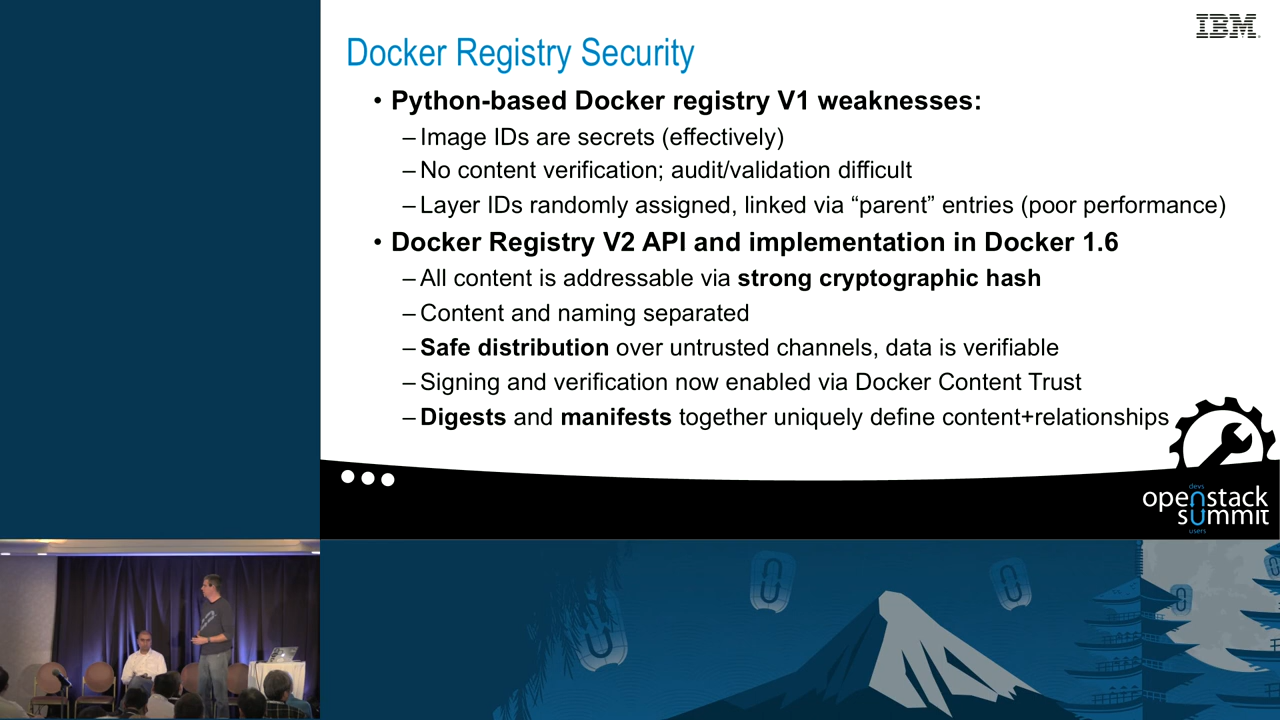 IBM
Docker Registry Security
• Python-based Docker registry V1 weaknesses:
– Image IDs are secrets (effectively)
– No content verification; audit/validation difficult
– Layer IDs randomly assigned, linked via “parent” entries (poor performance)
• Docker Registry V2 API and implementation in Docker 1.6
– All content is addressable via strong cryptographic hash
– Content and naming separated
– Safe distribution over untrusted channels, data is verifiable
– Signing and verification now enabled via Docker Content Trust
– Digests and manifests together uniquely define content+relationships
devs
openstack
summit
users